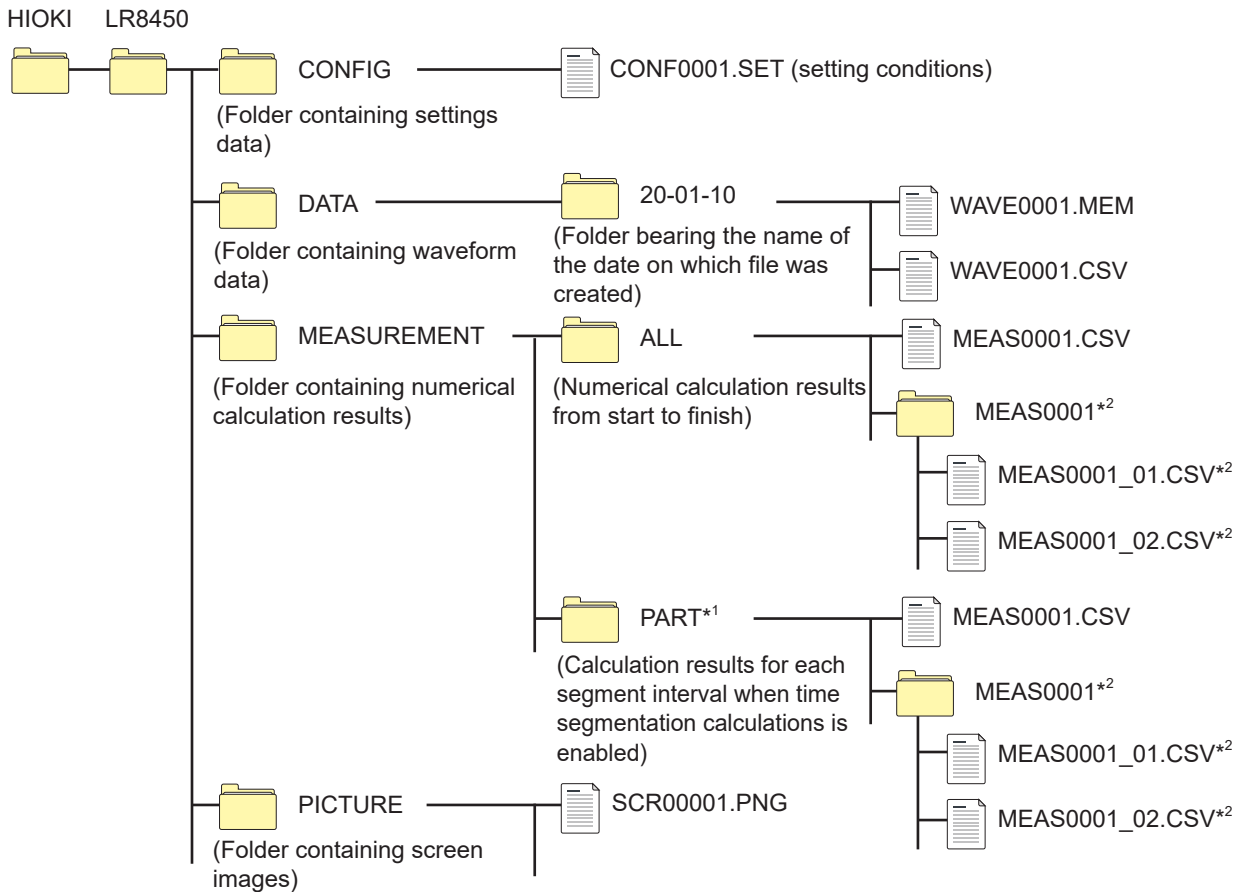 HIOKI LR8450
CONFIG
CONF0001.SET (setting conditions)
(Folder containing settings
data)
DATA
20-01-10
WAVE0001.MEM
(Folder containing waveform
data)
(Folder bearing the name of
the date on which file was
created)
WAVE0001.CSV
MEASUREMENT
ALL
MEAS0001.CSV
(Folder containing numerical
calculation results)
(Numerical calculation results
from start to finish)
MEAS0001*2
MEAS0001_01.CSV*2
MEAS0001_02.CSV*2
PART*1
MEAS0001.CSV
(Calculation results for each
segment interval when time
segmentation calculations is
enabled)
MEAS0001*2
MEAS0001_01.CSV*2
MEAS0001_02.CSV*2
PICTURE
SCR00001.PNG
(Folder containing screen
images)